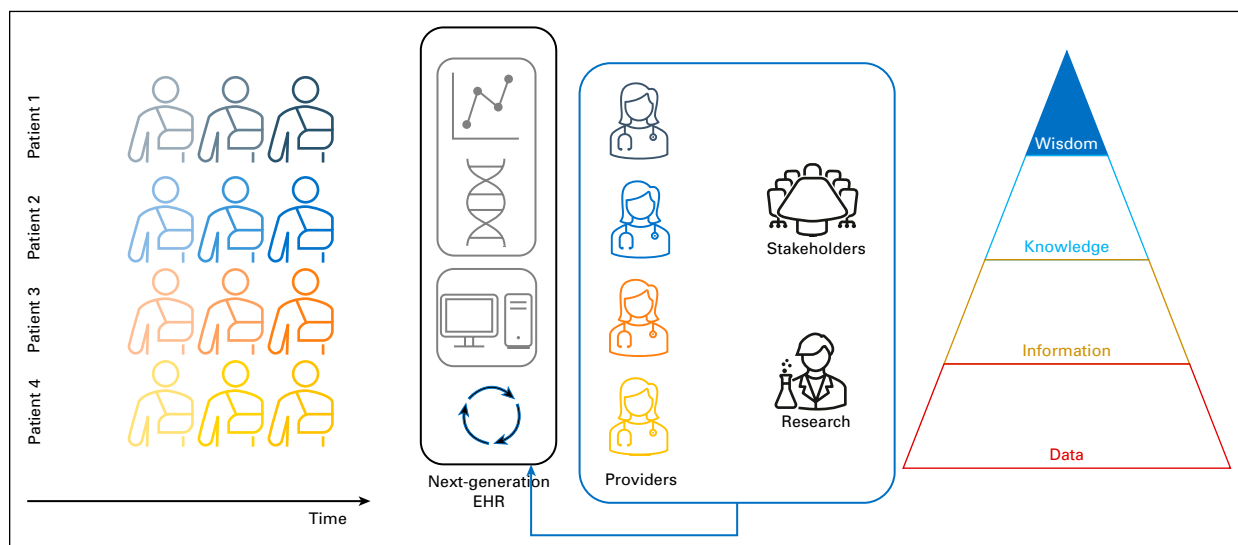 Patient 1
Patient 2
Patient 3
Patient 4
Time
Next-generation
EHR
Providers
Stakeholders
Research
Wisdom
Knowledge
Information
Data